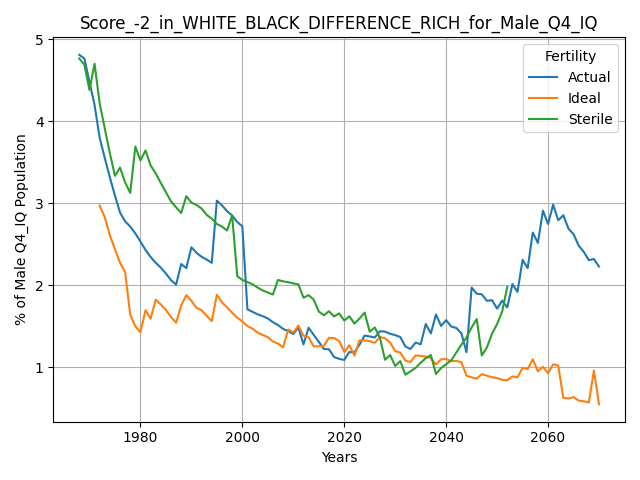 Score_-2_in_WHITE_BLACK_DIFFERENCE_RICH_for_Male_Q4_IQ
Fertility
Actual
Ideal
Sterile
% of Male Q4_IQ Population
5
4
3
2
1
1980
2000
2020
2040
2060
Years